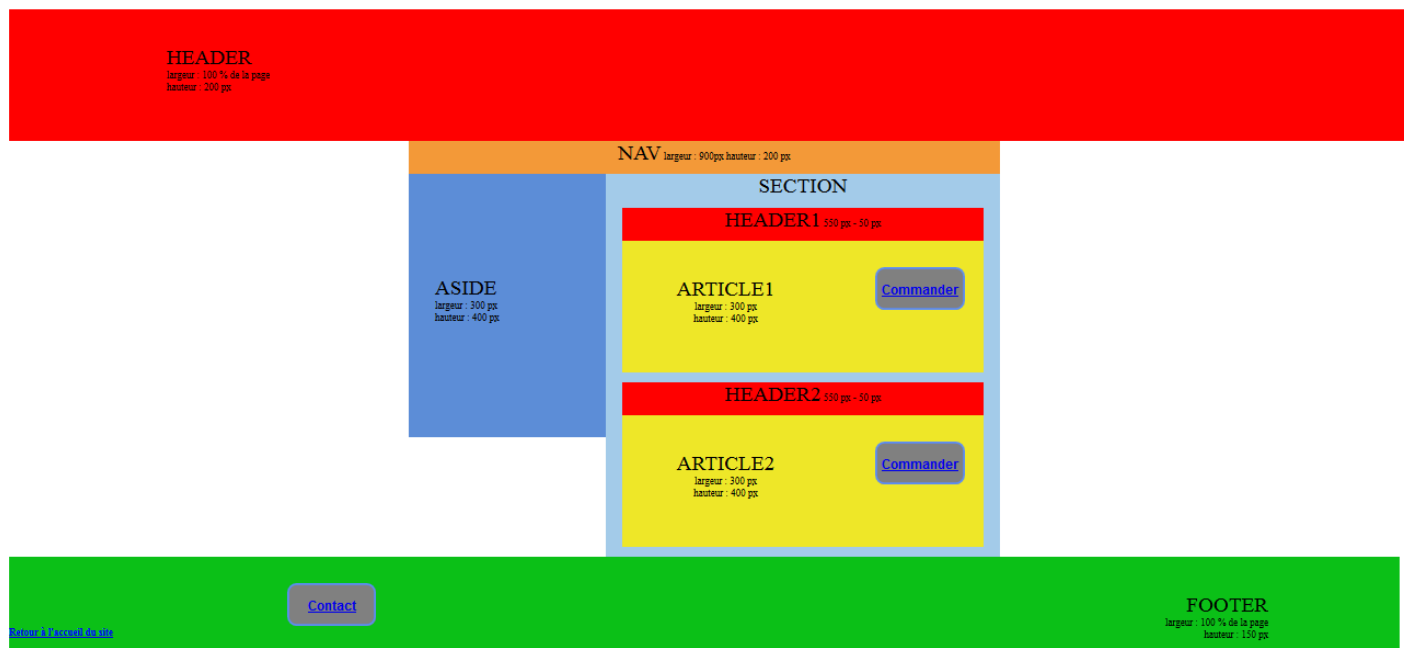 HEADER
largeur : 100 % de la page
hauteur : 200 px
NAV largeur : 900px hauteur : 200 px
SECTION
HEADER1 550 px - 50 px
ASIDE
largeur : 300 px
hauteur : 400 px
ARTICLE1
largeur : 300 px
hauteur : 400 px
Commander
HEADER2 550 px - 50 px
ARTICLE2
largeur : 300 px
hauteur : 400 px
Commander
Contact
Retour à l'accueil du site
FOOTER
largeur : 100 % de la page
hauteur : 150 px